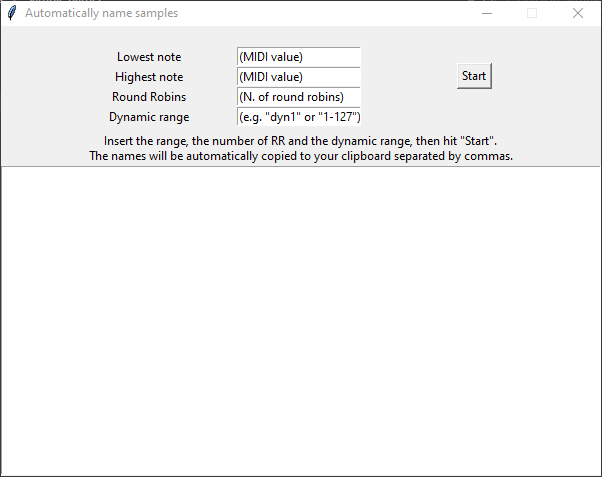 Automatically name samples
Lowest note (MIDI value)
Highest note (MIDI value)
Start
Round Robins (N. of round robins)
Dynamic range (e.g. "dyn1" or "1-127")
Insert the range, the number of RR and the dynamic range, then hit "Start".
The names will be automatically copied to your clipboard separated by commas.